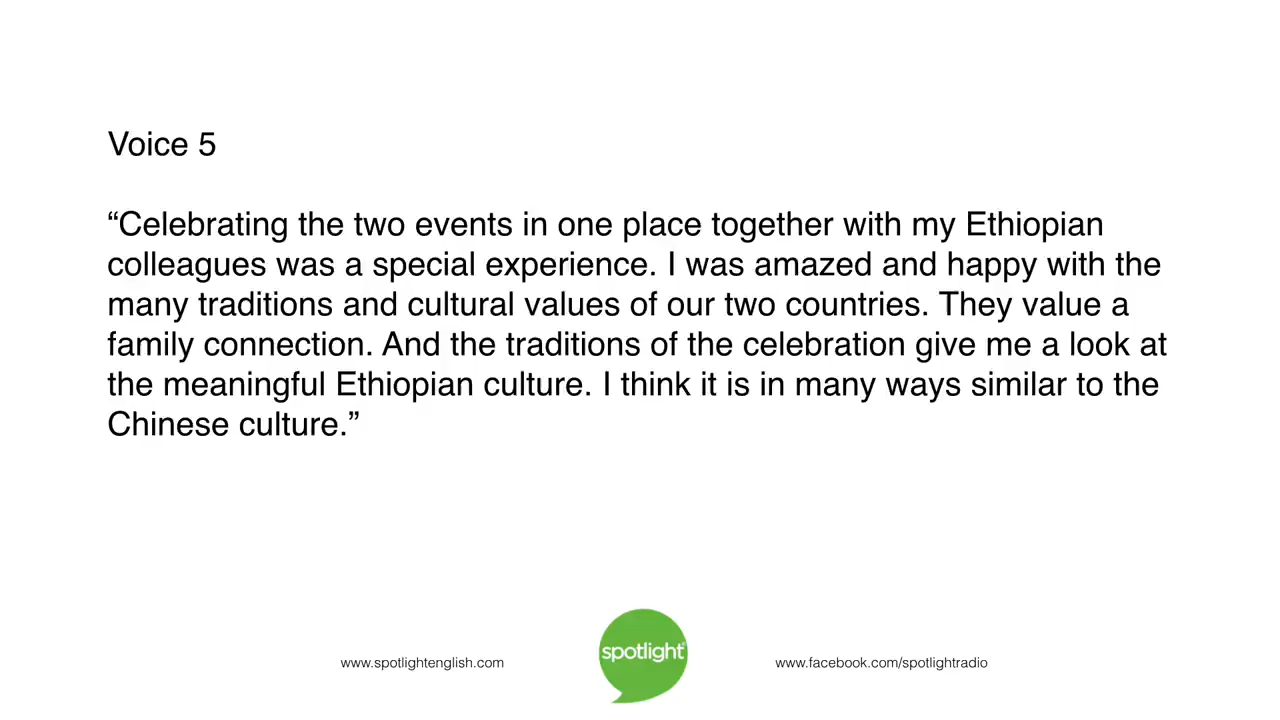 Voice 5
“Celebrating the two events in one place together with my Ethiopian
colleagues was a special experience. I was amazed and happy with the
many traditions and cultural values of our two countries. They value a
family connection. And the traditions of the celebration give me a look at
the meaningful Ethiopian culture. I think it is in many ways similar to the
Chinese culture.”
www.spotlightenglish.com
spotlight
www.facebook.com/spotlightradio